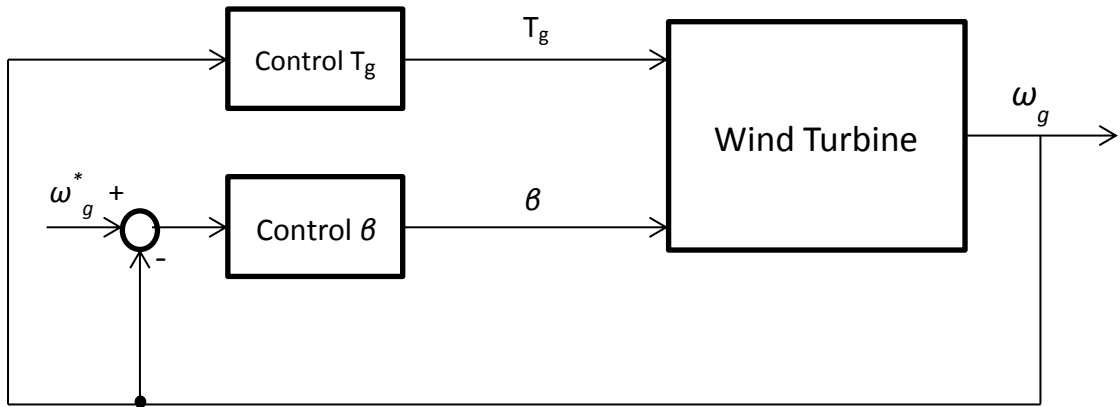 T_g
Control T_g
ω_g
Wind Turbine
ω*_g +
β
Control β
-